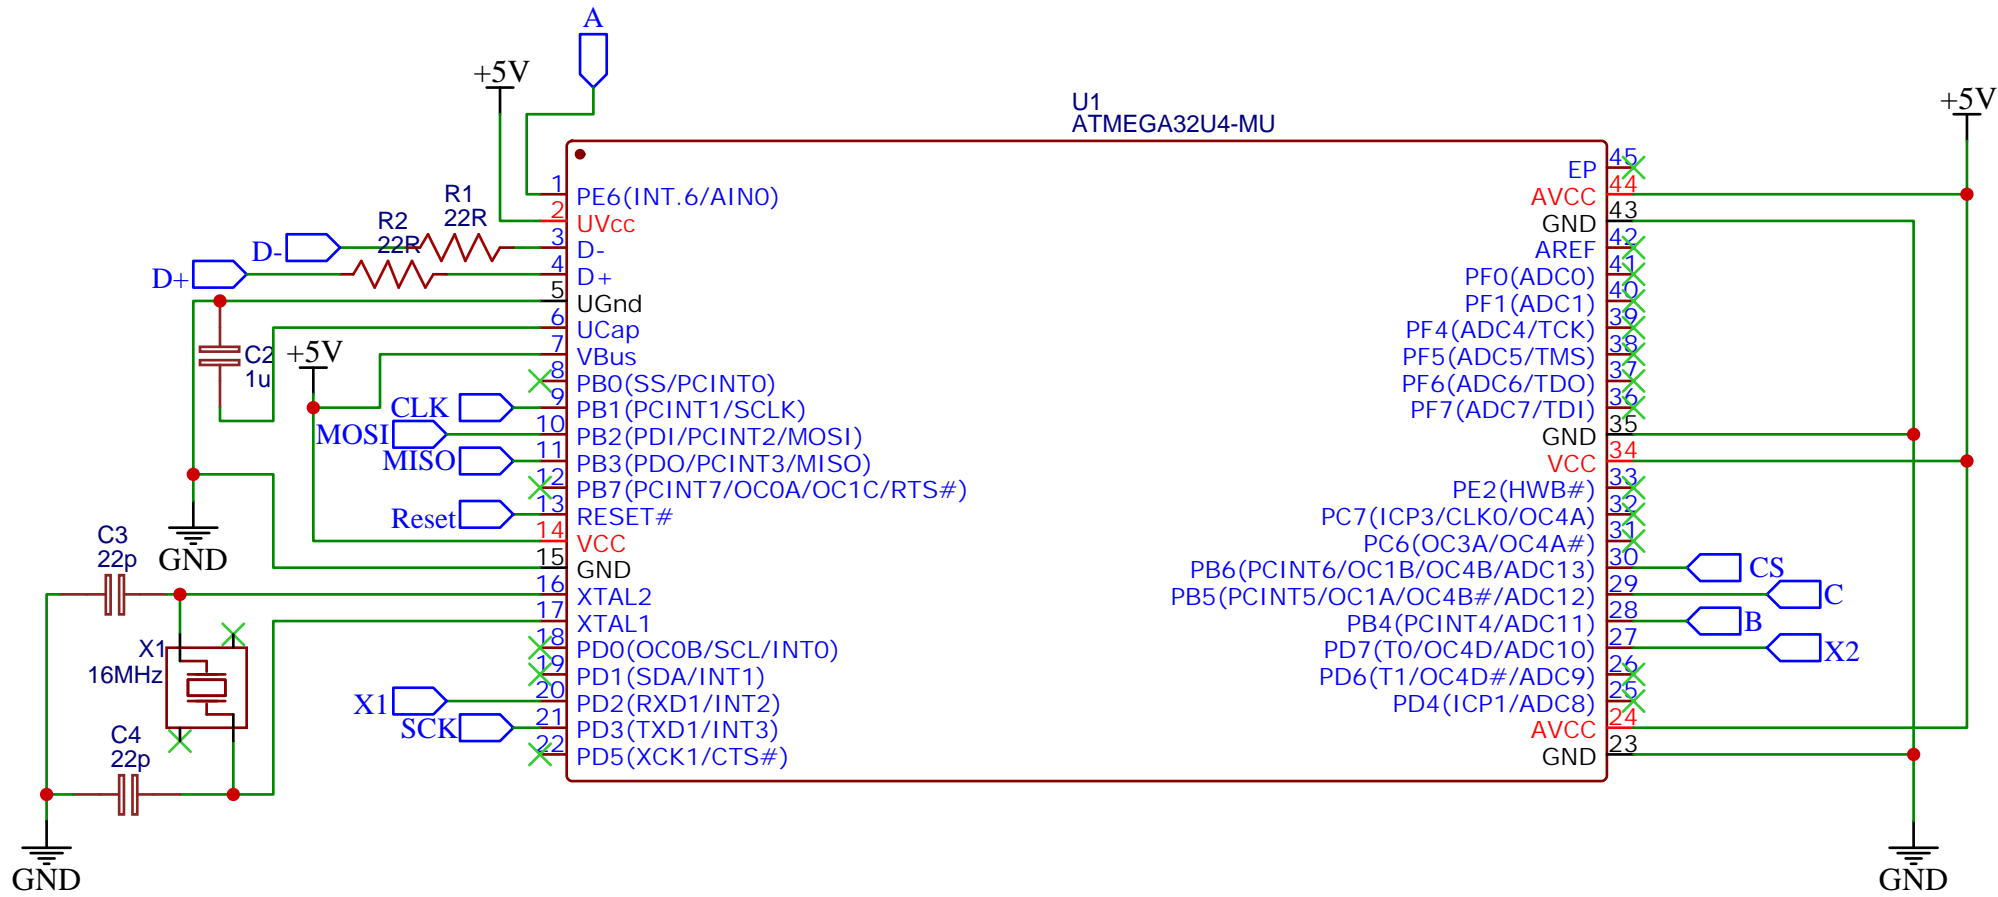 A
+5V
U1
ATMEGA32U4-MU
+5V
R1
22R
R2
22R
D-
D+
C2
1u
+5V
CLK
MOSI
MISO
Reset
GND
C3
22p
X1
16MHz
C4
22p
GND
X1
SCK
1 PE6(INT.6/AIN0)
2 UVcc
3 D-
4 D+
5 UGnd
6 UCap
7 VBus
8 PB0(SS/PCINT0)
9 PB1(PCINT1/SCLK)
10 PB2(PDI/PCINT2/MOSI)
11 PB3(PDO/PCINT3/MISO)
12 PB7(PCINT7/OC0A/OC1C/RTS#)
13 RESET#
14 VCC
15 GND
16 XTAL2
17 XTAL1
18 PD0(OC0B/SCL/INT0)
19 PD1(SDA/INT1)
20 PD2(RXD1/INT2)
21 PD3(TXD1/INT3)
22 PD5(XCK1/CTS#)
EP 45
AVCC 44
GND 43
AREF 42
PF0(ADC0) 41
PF1(ADC1) 40
PF4(ADC4/TCK) 39
PF5(ADC5/TMS) 38
PF6(ADC6/TDO) 37
PF7(ADC7/TDI) 36
GND 35
VCC 34
PE2(HWB#) 33
PC7(ICP3/CLK0/OC4A) 32
PC6(OC3A/OC4A#) 31
PB6(PCINT6/OC1B/OC4B/ADC13) 30
PB5(PCINT5/OC1A/OC4B#/ADC12) 29
PB4(PCINT4/ADC11) 28
PD7(T0/OC4D/ADC10) 27
PD6(T1/OC4D#/ADC9) 26
PD4(ICP1/ADC8) 25
AVCC 24
GND 23
CS
C
B
X2
GND